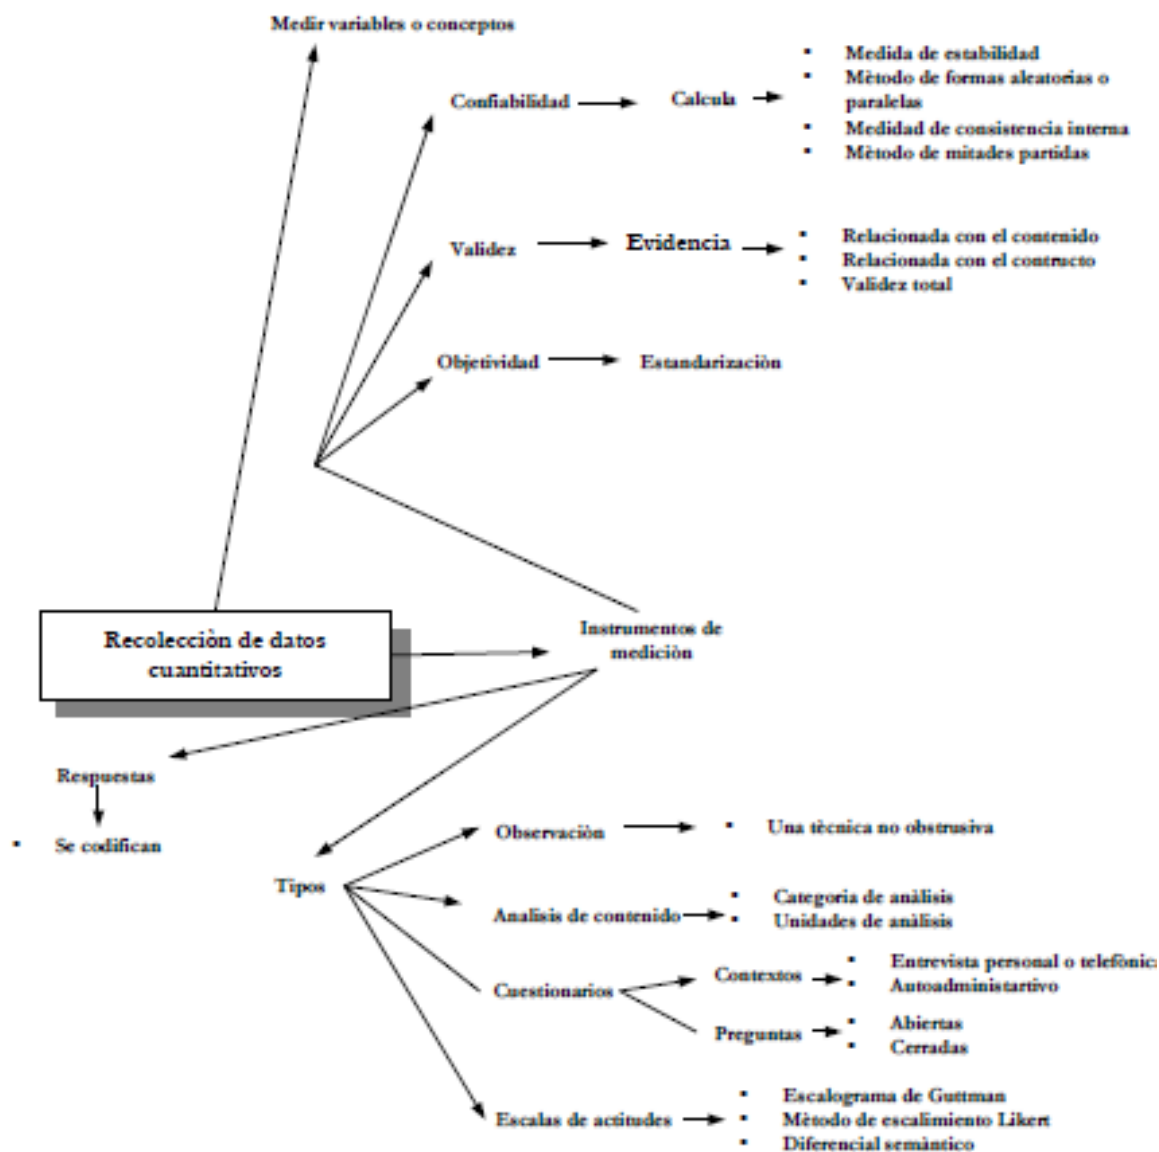 Medir variables o conceptos
Confiabilidad
Calcula
▪ Medida de estabilidad
▪ Mètodo de formas aleatorias o
paralelas
▪ Medidad de consistencia interna
▪ Mètodo de mitades partidas
Validez
Evidencia
▪ Relacionada con el contenido
▪ Relacionada con el contructo
▪ Validez total
Objetividad
Estandarizaciòn
Recolecciòn de datos
cuantitativos
Instrumentos de
mediciòn
Respuestas
▪ Se codifican
Tipos
Observaciòn
▪ Una tècnica no obstrusiva
Analisis de contenido
▪ Categoria de anàlisis
▪ Unidades de anàlisis
Cuestionarios
Contextos
▪ Entrevista personal o telefònica
▪ Autoadministartivo
Preguntas
▪ Abiertas
▪ Cerradas
Escalas de actitudes
▪ Escalograma de Guttman
▪ Mètodo de escalimiento Likert
▪ Diferencial semàntico